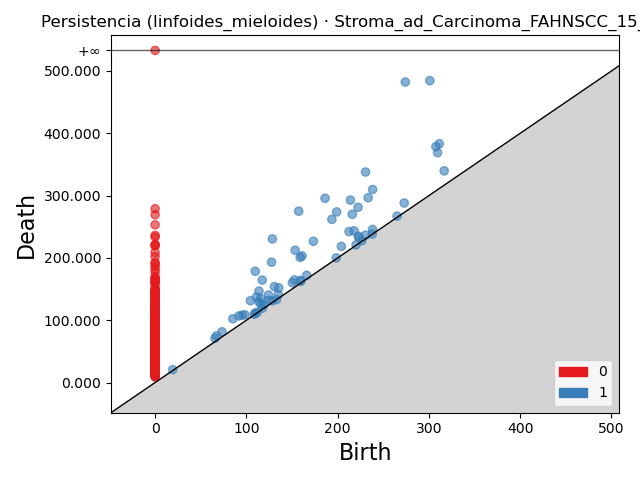 Persistencia (linfoides_mieloides) · Stroma_ad_Carcinoma_FAHNSCC_15_
+∞
500.000
400.000
300.000
200.000
100.000
0.000
Death
0
1
0 100 200 300 400 500
Birth